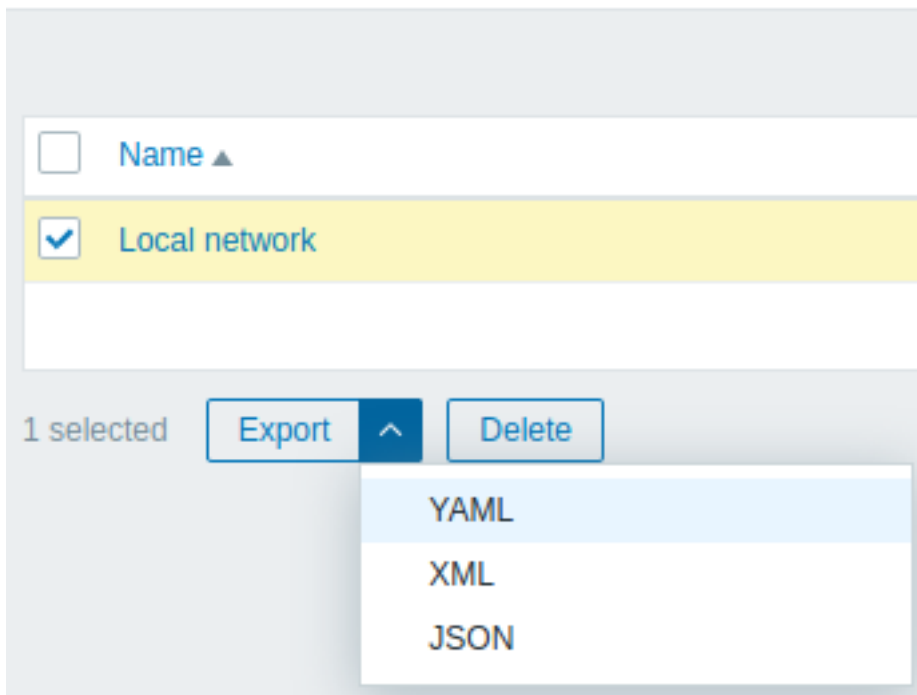 Name ▲
Local network
1 selected Export Delete
YAML
XML
JSON